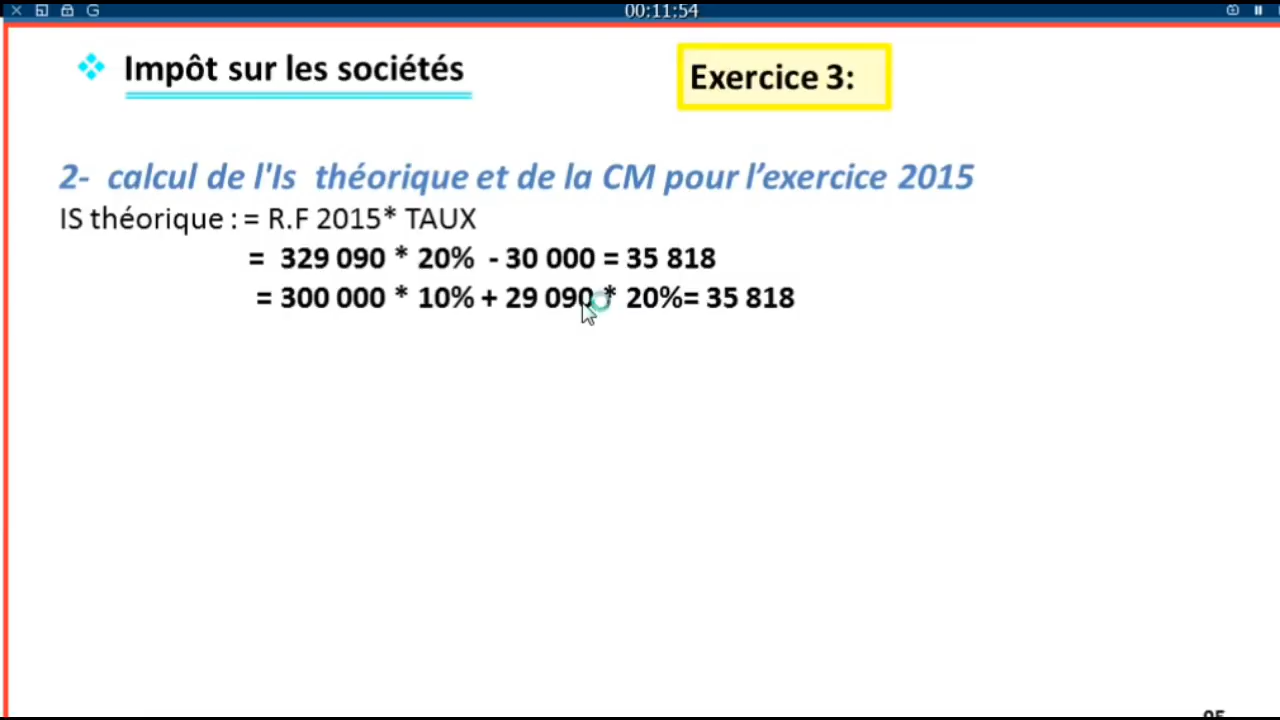 00:11:54
Impôt sur les sociétés
Exercice 3:
2- calcul de l'Is théorique et de la CM pour l’exercice 2015
IS théorique : = R.F 2015* TAUX
= 329 090 * 20% - 30 000 = 35 818
= 300 000 * 10% + 29 090 * 20%= 35 818